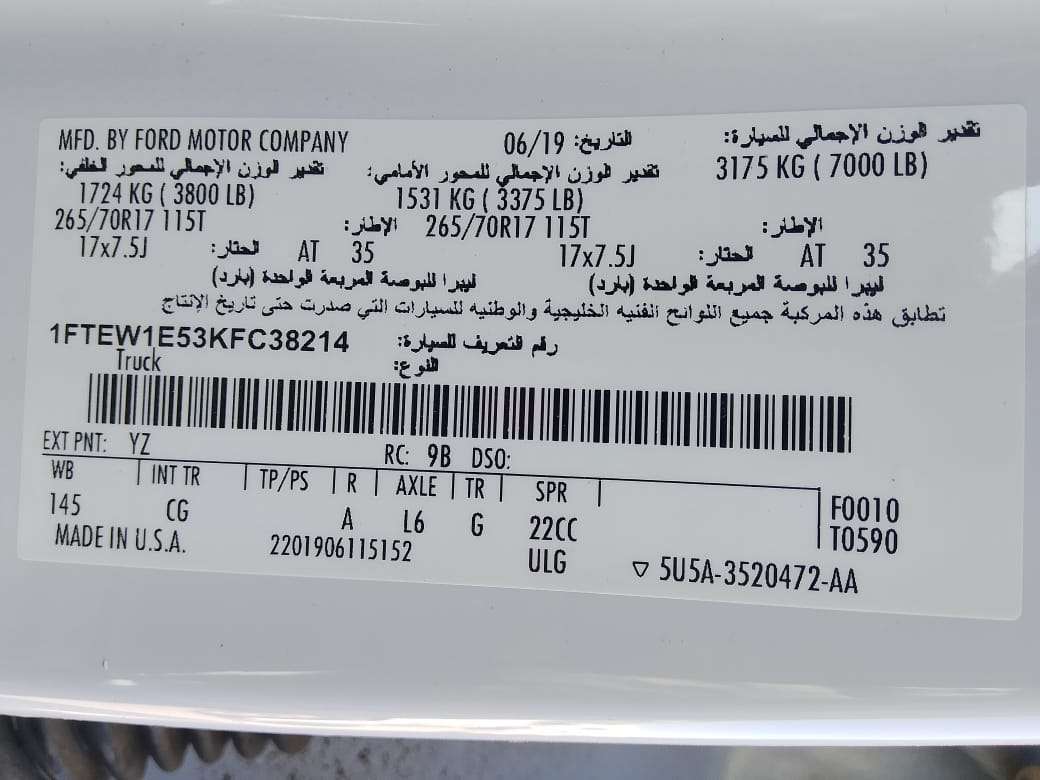 MFD. BY FORD MOTOR COMPANY 06/19 التاريخ: تقدير الوزن الإجمالي للسيارة:
3175 KG ( 7000 LB)
تقدير الوزن الإجمالي للمحور الخلفي: تقدير الوزن الإجمالي للمحور الأمامي:
1724 KG ( 3800 LB) 1531 KG ( 3375 LB)
265/70R17 115T الإطار: 265/70R17 115T الإطار:
17x7.5J الحتار: AT 35 17x7.5J الحتار: AT 35
ليبرا للبوصة المربعة الواحدة (بارد) ليبرا للبوصة المربعة الواحدة (بارد)
تطابق هذه المركبة جميع اللوائح الفنيه الخليجية والوطنيه للسيارات التي صدرت حتى تاريخ الإنتاج
1FTEW1E53KFC38214 رقم التعريف للسيارة:
Truck النوع:
EXT PNT: YZ RC: 9B DSO:
WB INT TR TP/PS R AXLE TR SPR
145 CG A L6 G 22CC F0010
T0590
MADE IN U.S.A. 2201906115152 ULG ▽ 5U5A-3520472-AA